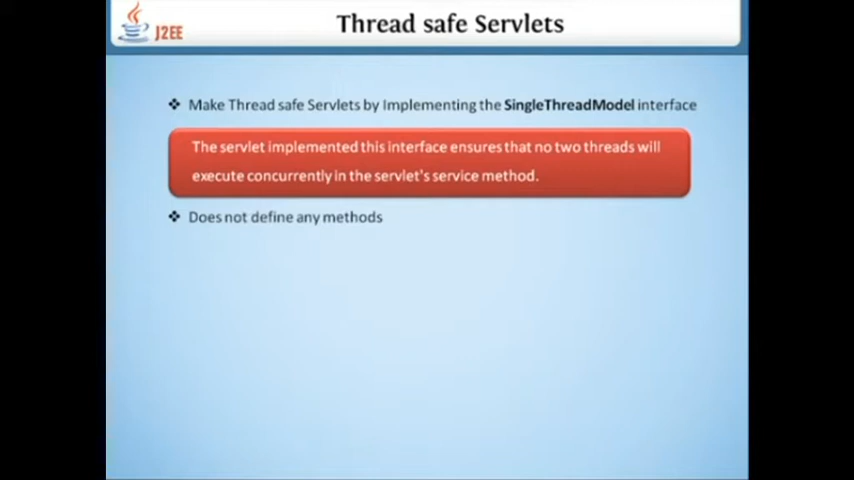 Thread safe Servlets
J2EE
❖ Make Thread safe Servlets by Implementing the SingleThreadModel interface
The servlet implemented this interface ensures that no two threads will
execute concurrently in the servlet's service method.
❖ Does not define any methods